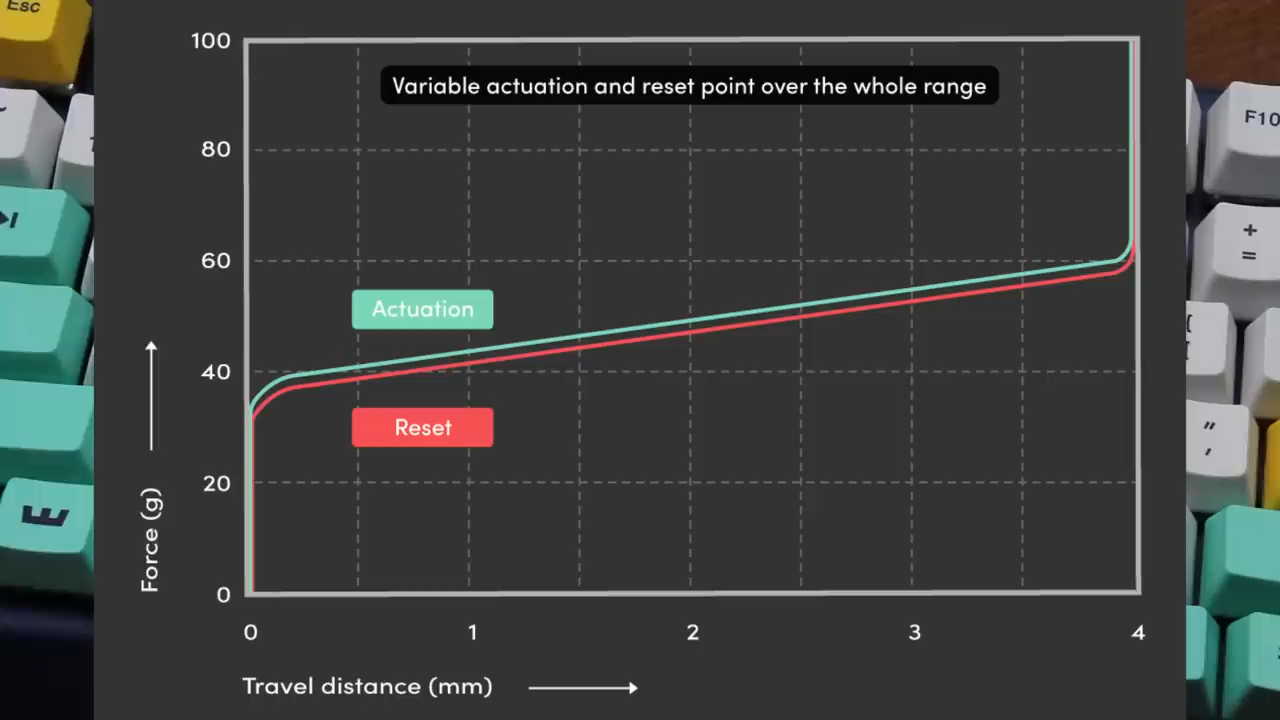 Esc
100
Variable actuation and reset point over the whole range
80
60
Actuation
40
Reset
20
0
Force (g)
0 1 2 3 4
Travel distance (mm)
F10
+
=
{
[
"
,